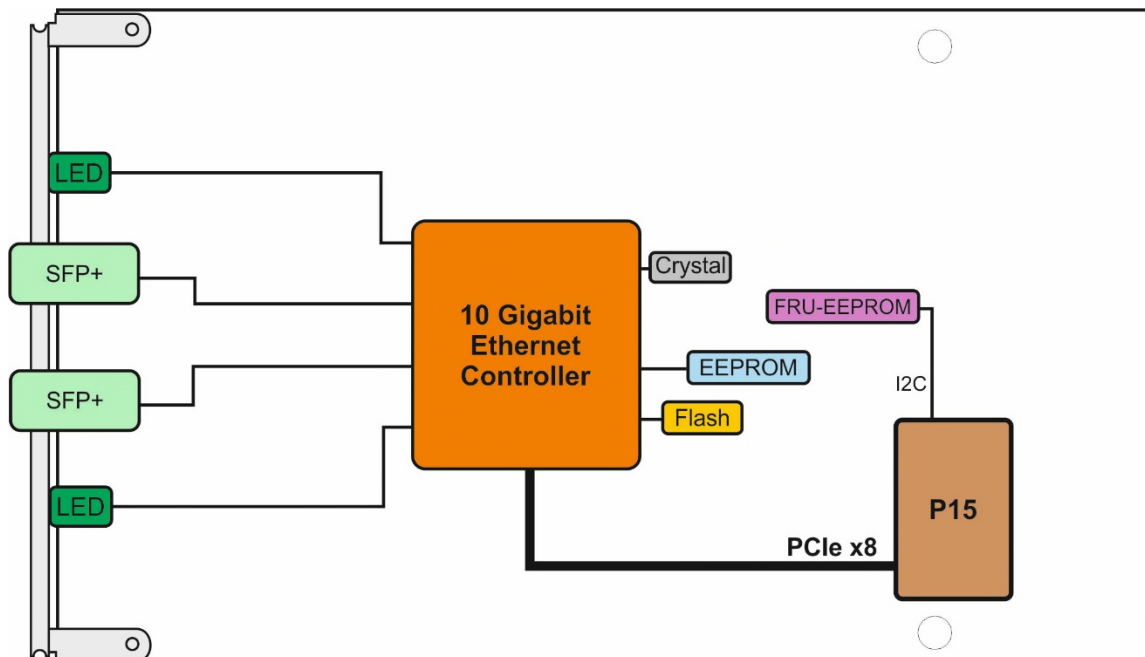 LED
SFP+
SFP+
LED
10 Gigabit
Ethernet
Controller
Crystal
EEPROM
Flash
FRU-EEPROM
I2C
P15
PCIe x8